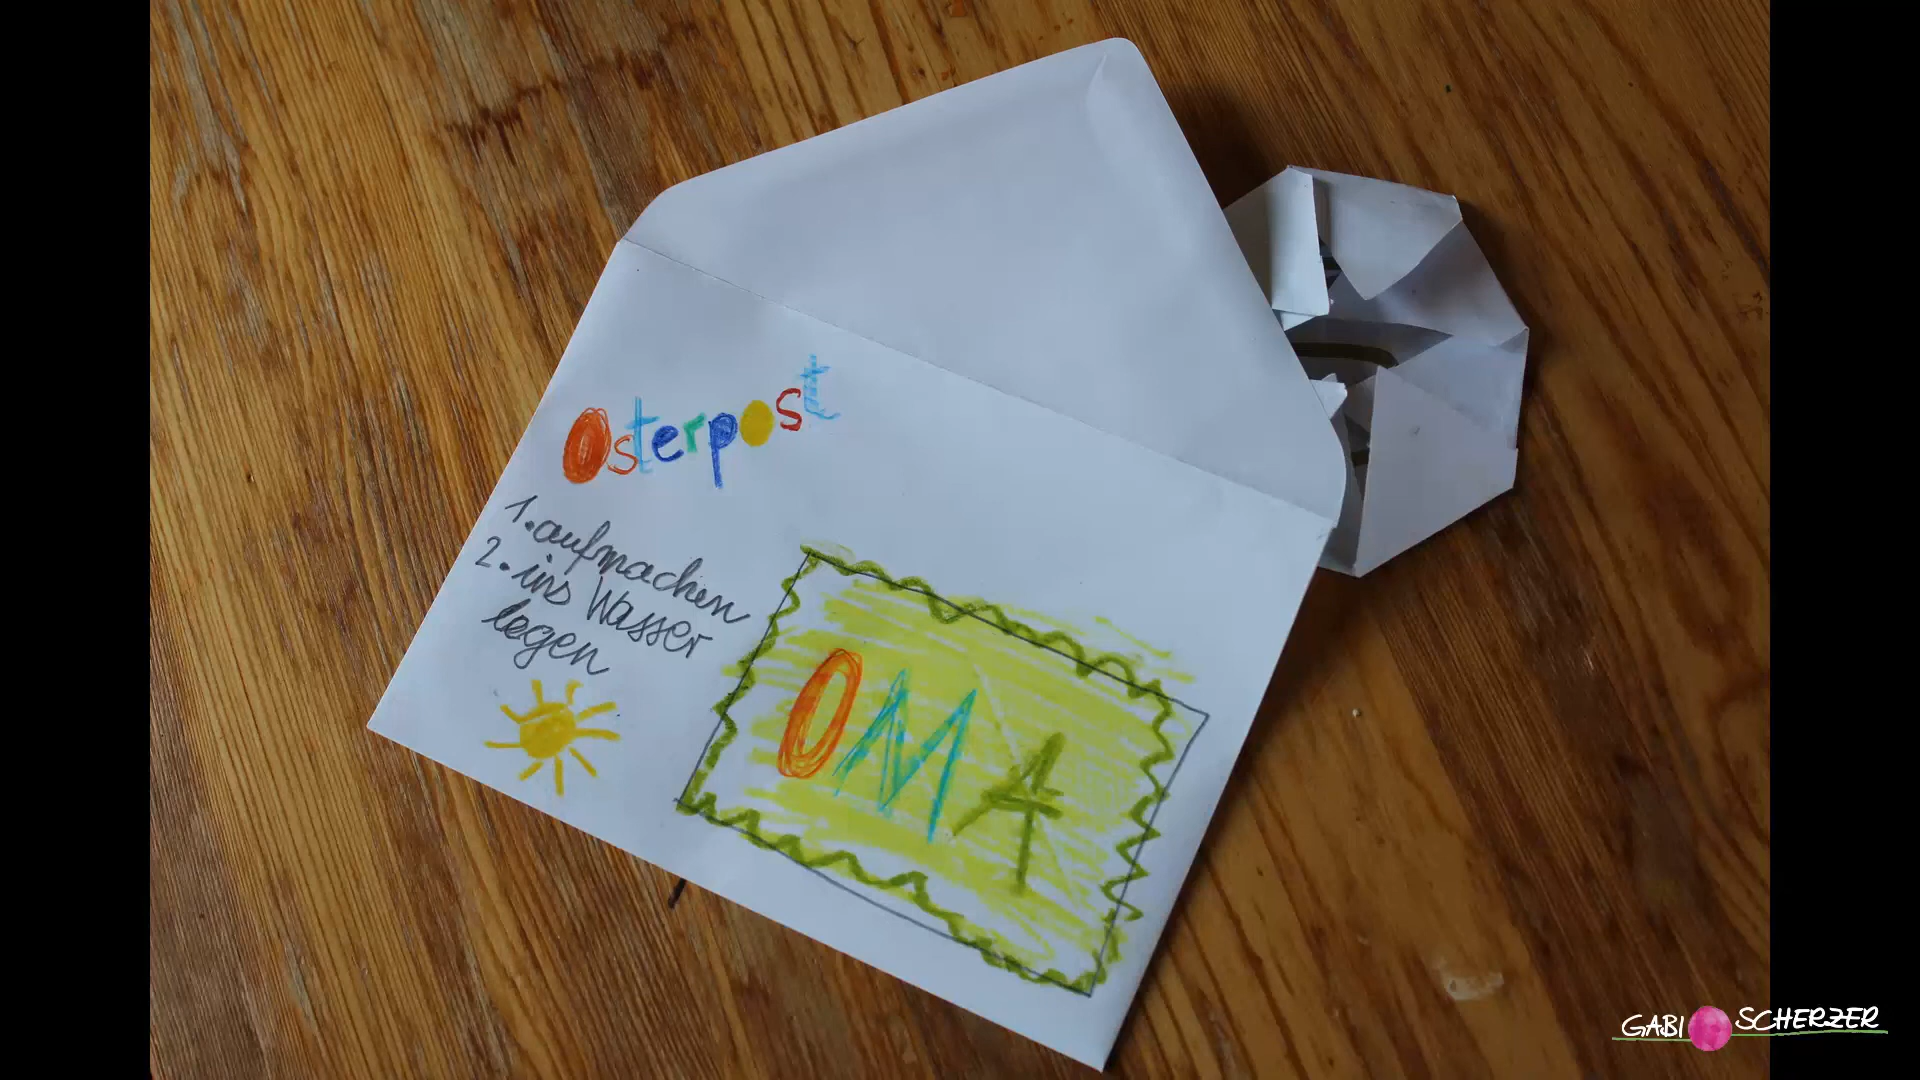 Osterpost
1. aufmachen
2. ins Wasser
legen
OMA
GABI SCHERZER